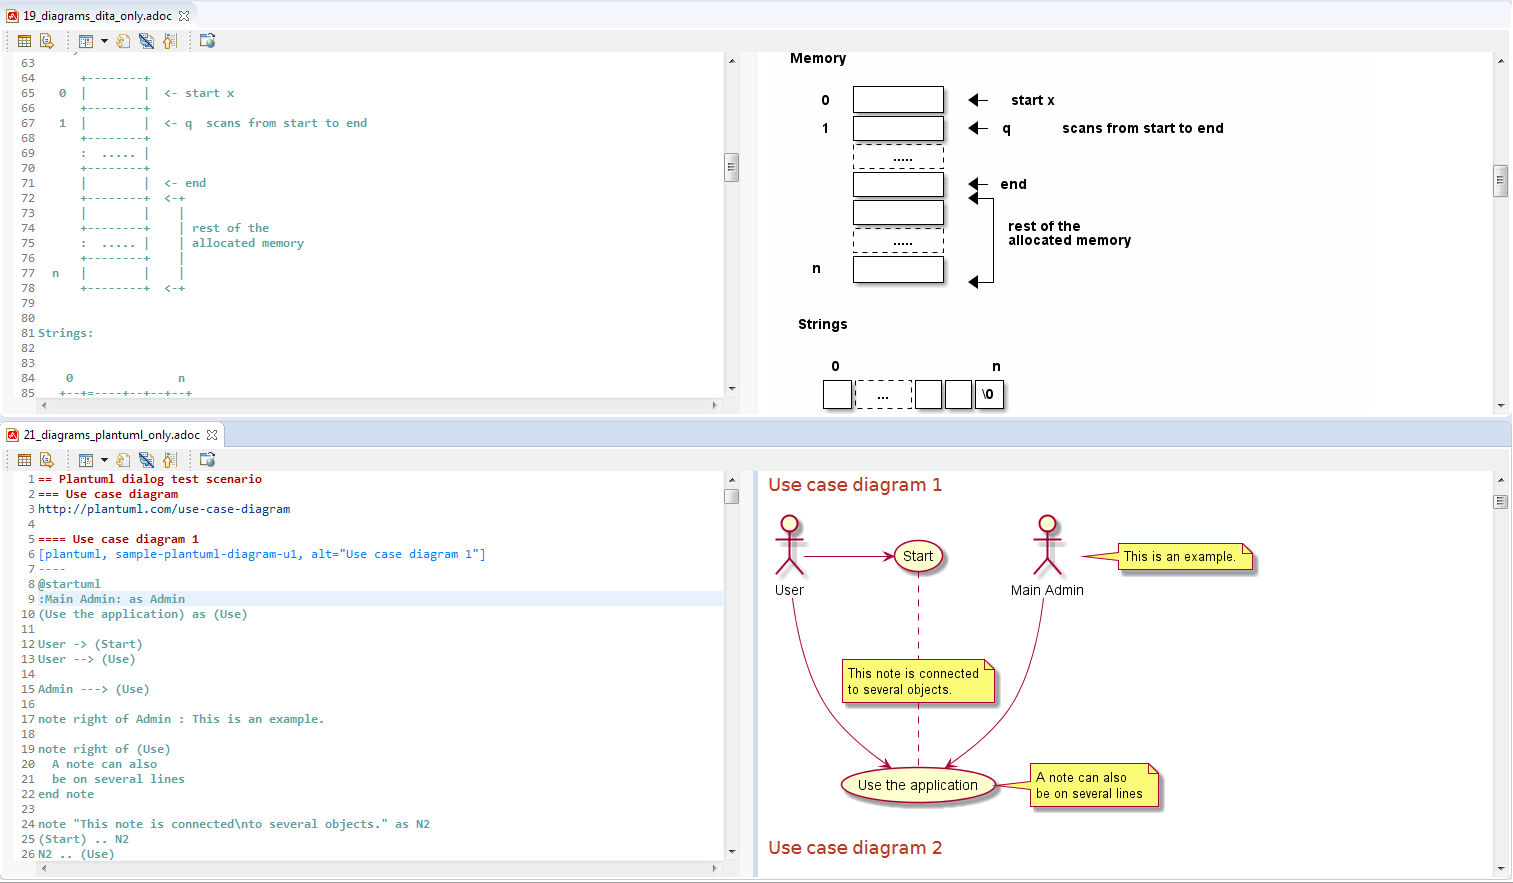 19_diagrams_dita_only.adoc
63
64 +--------+
65 0 | | <- start x
66 +--------+
67 1 | | <- q scans from start to end
68 +--------+
69 : ..... |
70 +--------+
71 | | <- end
72 +--------+ <-+
73 | | |
74 +--------+ | rest of the
75 : ..... | | allocated memory
76 +--------+ |
77 n | | |
78 +--------+ <-+
79
80
81 Strings:
82
83
84 0 n
85 +--+=----+--+--+--+
Memory
0 start x
1 q scans from start to end
.....
end
rest of the
allocated memory
.....
n
Strings
0 n
... \0
21_diagrams_plantuml_only.adoc
1 == Plantuml dialog test scenario
2 === Use case diagram
3 http://plantuml.com/use-case-diagram
4
5 ==== Use case diagram 1
6 [plantuml, sample-plantuml-diagram-u1, alt="Use case diagram 1"]
7 ----
8 @startuml
9 :Main Admin: as Admin
10 (Use the application) as (Use)
11
12 User -> (Start)
13 User --> (Use)
14
15 Admin ---> (Use)
16
17 note right of Admin : This is an example.
18
19 note right of (Use)
20 A note can also
21 be on several lines
22 end note
23
24 note "This note is connected\nto several objects." as N2
25 (Start) .. N2
26 N2 .. (Use)
Use case diagram 1
Start
This is an example.
User
Main Admin
This note is connected
to several objects.
Use the application
A note can also
be on several lines
Use case diagram 2